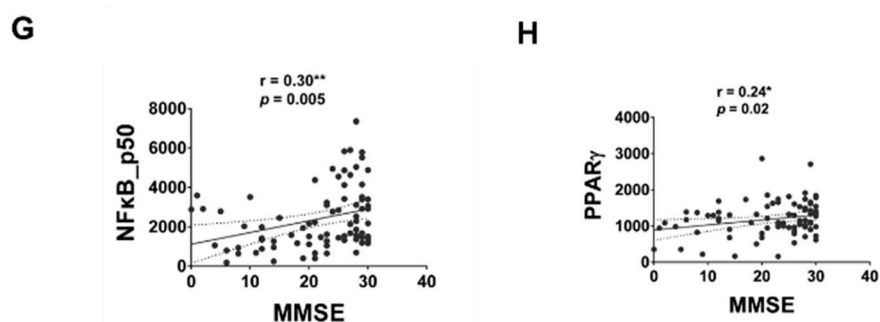 G
r = 0.30**
p = 0.005
NFκB_p50
8000
6000
4000
2000
0
0 10 20 30 40
MMSE
H
r = 0.24*
p = 0.02
PPARγ
4000
3000
2000
1000
0
0 10 20 30 40
MMSE